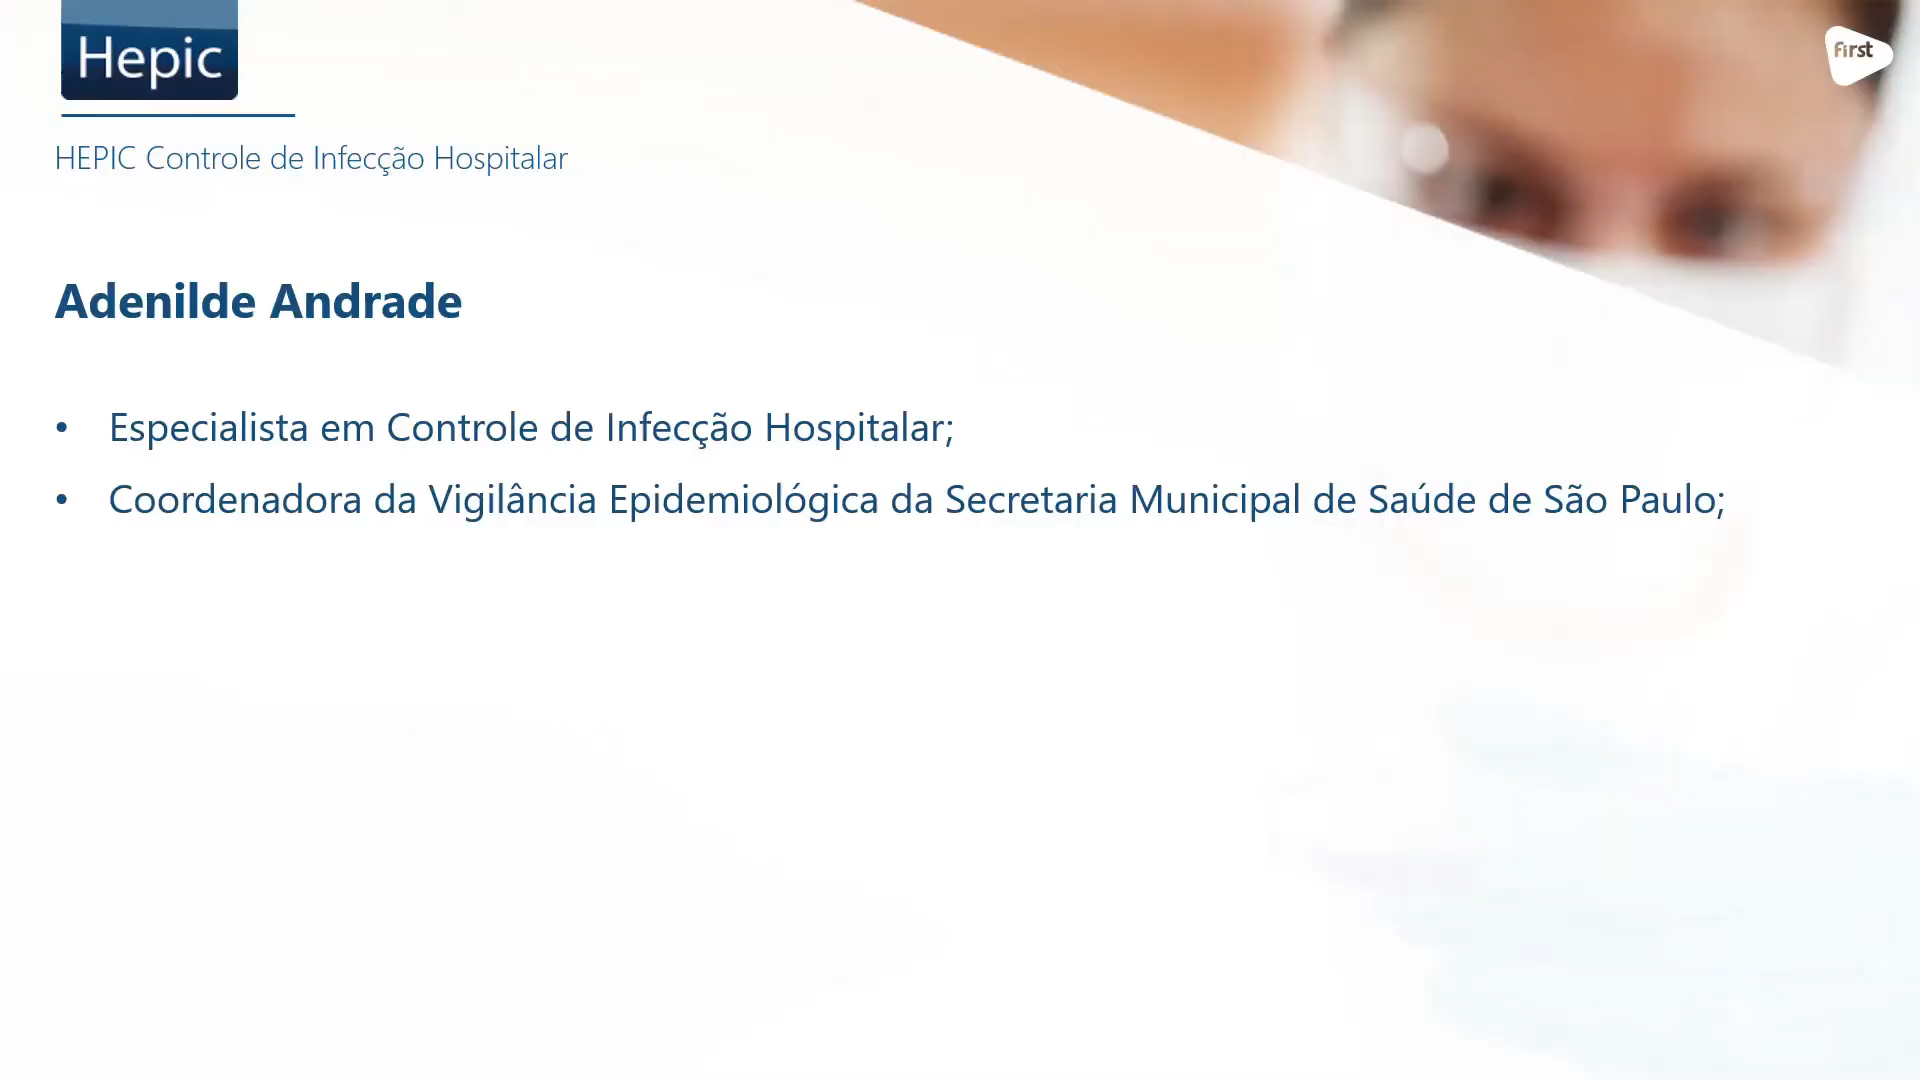 Hepic
first
HEPIC Controle de Infecção Hospitalar
Adenilde Andrade
• Especialista em Controle de Infecção Hospitalar;
• Coordenadora da Vigilância Epidemiológica da Secretaria Municipal de Saúde de São Paulo;